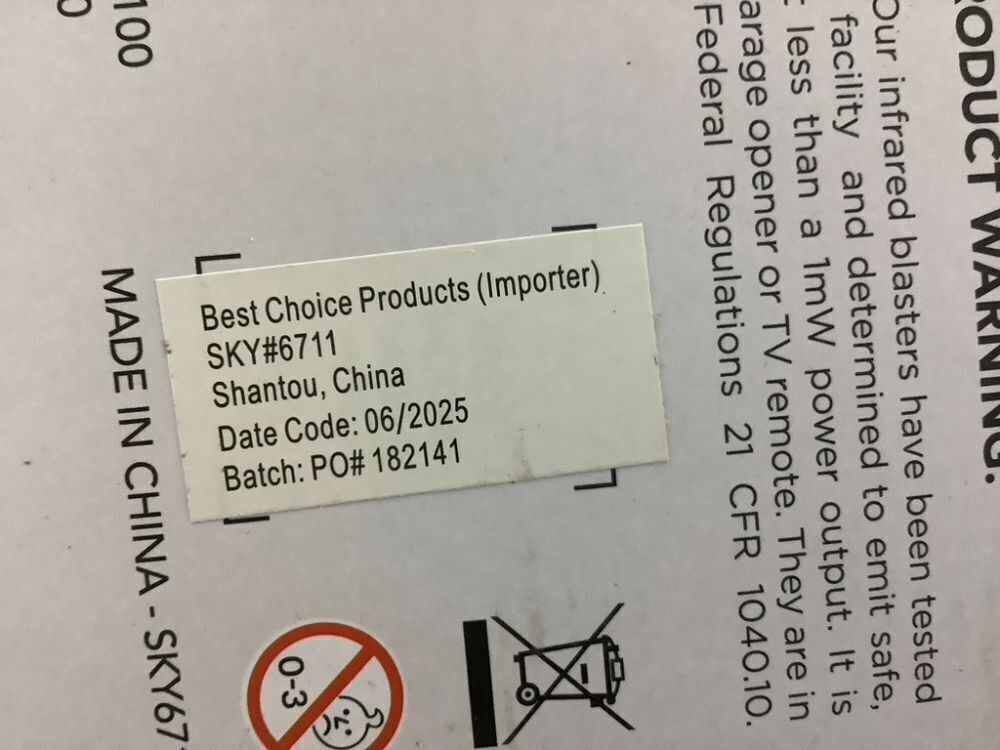 Best Choice Products (Importer)
SKY#6711
Shantou, China
Date Code: 06/2025
Batch: PO# 182141
WARNING.
Our infrared blasters have been tested
facility and determined to emit safe,
less than a 1mW power output. It is
opener or TV remote. They are in
Federal Regulations 21 CFR 1040.10.
100
MADE IN CHINA -
0-3